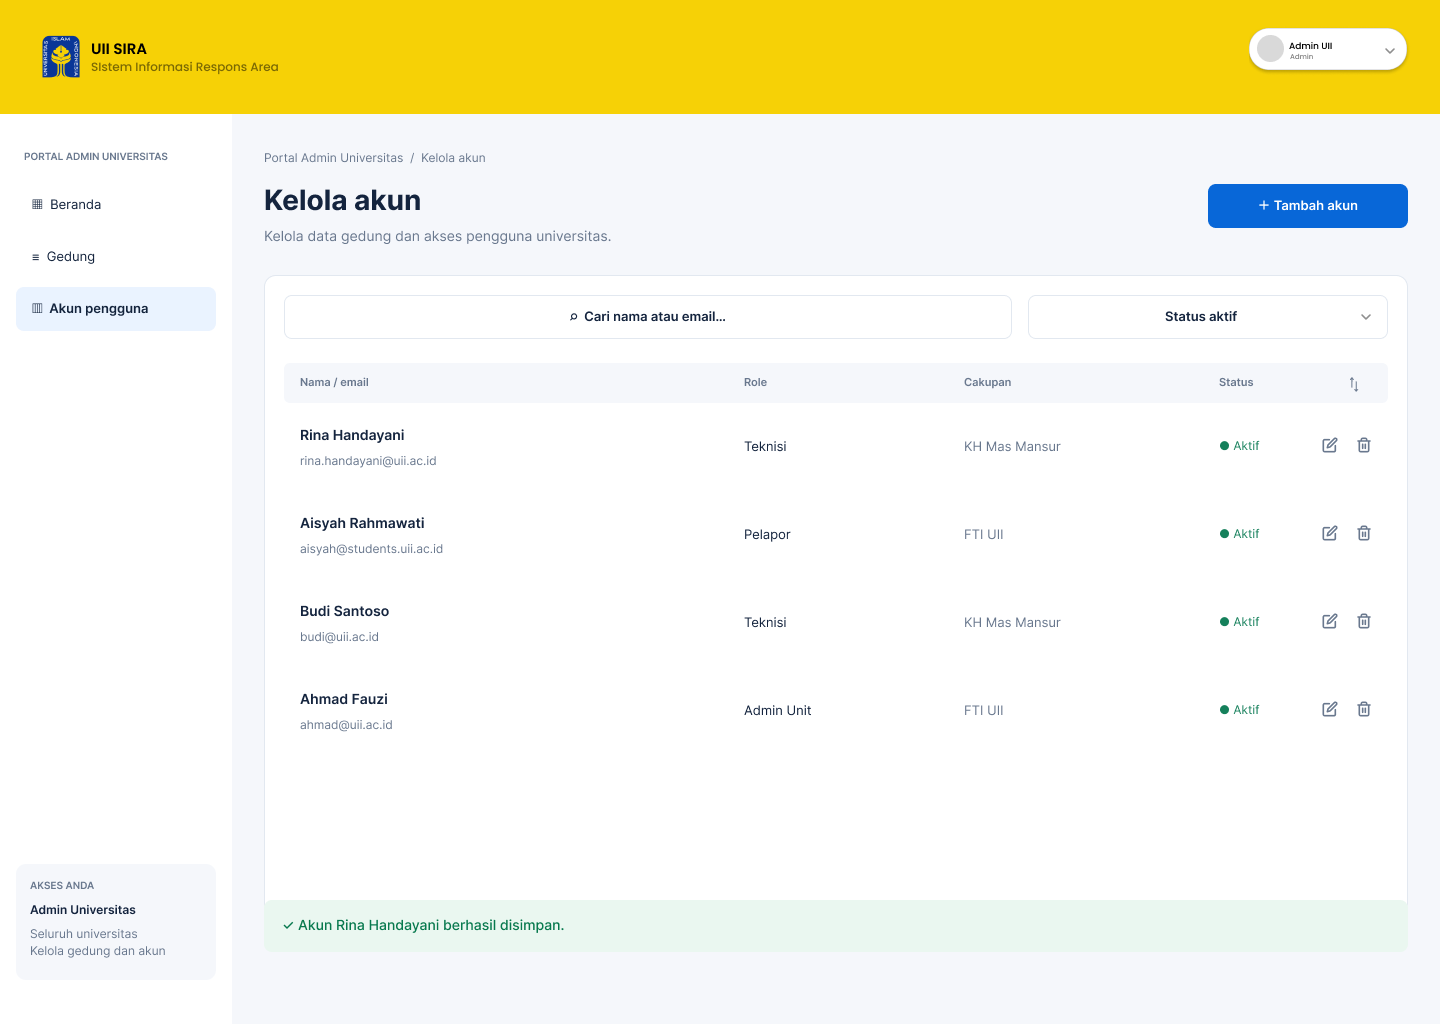 UNIVERSITAS ISLAM INDONESIA
UII SIRA
SIstem Informasi Respons Area
Admin UII
Admin
PORTAL ADMIN UNIVERSITAS
Beranda
Gedung
Akun pengguna
AKSES ANDA
Admin Universitas
Seluruh universitas
Kelola gedung dan akun
Portal Admin Universitas / Kelola akun
Kelola akun
+ Tambah akun
Kelola data gedung dan akses pengguna universitas.
Cari nama atau email...
Status aktif
Nama / email Role Cakupan Status
Rina Handayani
rina.handayani@uii.ac.id
Teknisi KH Mas Mansur Aktif
Aisyah Rahmawati
aisyah@students.uii.ac.id
Pelapor FTI UII Aktif
Budi Santoso
budi@uii.ac.id
Teknisi KH Mas Mansur Aktif
Ahmad Fauzi
ahmad@uii.ac.id
Admin Unit FTI UII Aktif
✓ Akun Rina Handayani berhasil disimpan.